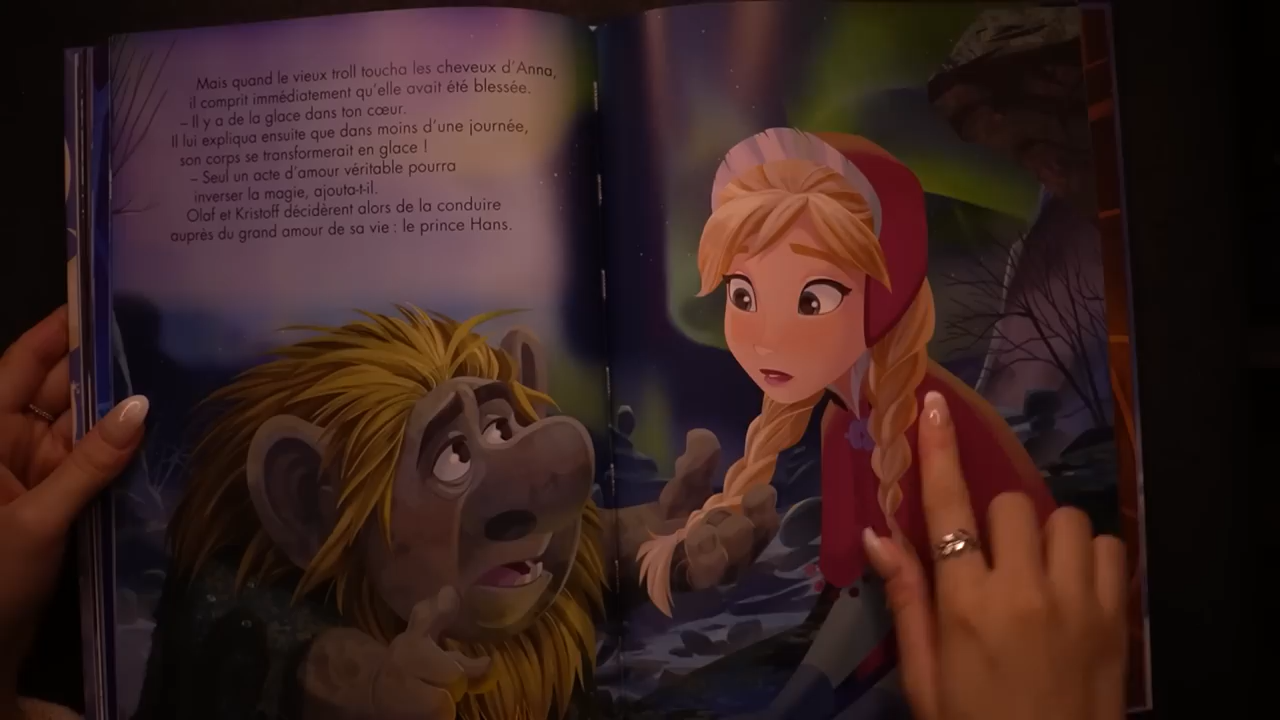 Mais quand le vieux troll toucha les cheveux d'Anna,
il comprit immédiatement qu'elle avait été blessée.
– Il y a de la glace dans ton cœur.
Il lui expliqua ensuite que dans moins d'une journée,
son corps se transformerait en glace !
– Seul un acte d'amour véritable pourra
inverser la magie, ajouta-t-il.
Olaf et Kristoff décidèrent alors de la conduire
auprès du grand amour de sa vie : le prince Hans.